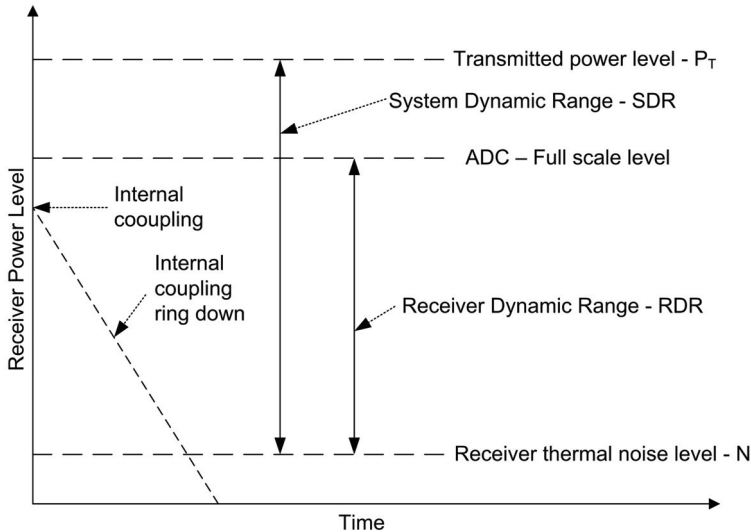 Transmitted power level - PT
System Dynamic Range - SDR
ADC – Full scale level
Internal
cooupling
Internal
coupling
ring down
Receiver Dynamic Range - RDR
Receiver Power Level
Receiver thermal noise level - N
Time